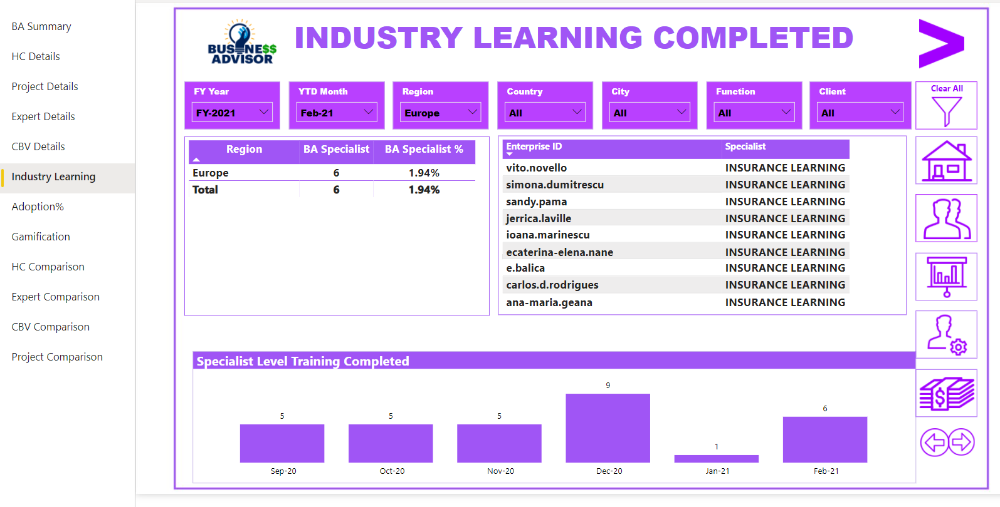 BA Summary
HC Details
Project Details
Expert Details
CBV Details
Industry Learning
Adoption%
Gamification
HC Comparison
Expert Comparison
CBV Comparison
Project Comparison
BUSINE$$
ADVISOR
INDUSTRY LEARNING COMPLETED
FY Year YTD Month Region Country City Function Client Clear All
FY-2021 Feb-21 Europe All All All All
Region BA Specialist BA Specialist %
Europe 6 1.94%
Total 6 1.94%
Enterprise ID Specialist
vito.novello INSURANCE LEARNING
simona.dumitrescu INSURANCE LEARNING
sandy.pama INSURANCE LEARNING
jerrica.laville INSURANCE LEARNING
ioana.marinescu INSURANCE LEARNING
ecaterina-elena.nane INSURANCE LEARNING
e.balica INSURANCE LEARNING
carlos.d.rodrigues INSURANCE LEARNING
ana-maria.geana INSURANCE LEARNING
Specialist Level Training Completed
5 5 5 9 1 6
Sep-20 Oct-20 Nov-20 Dec-20 Jan-21 Feb-21
$